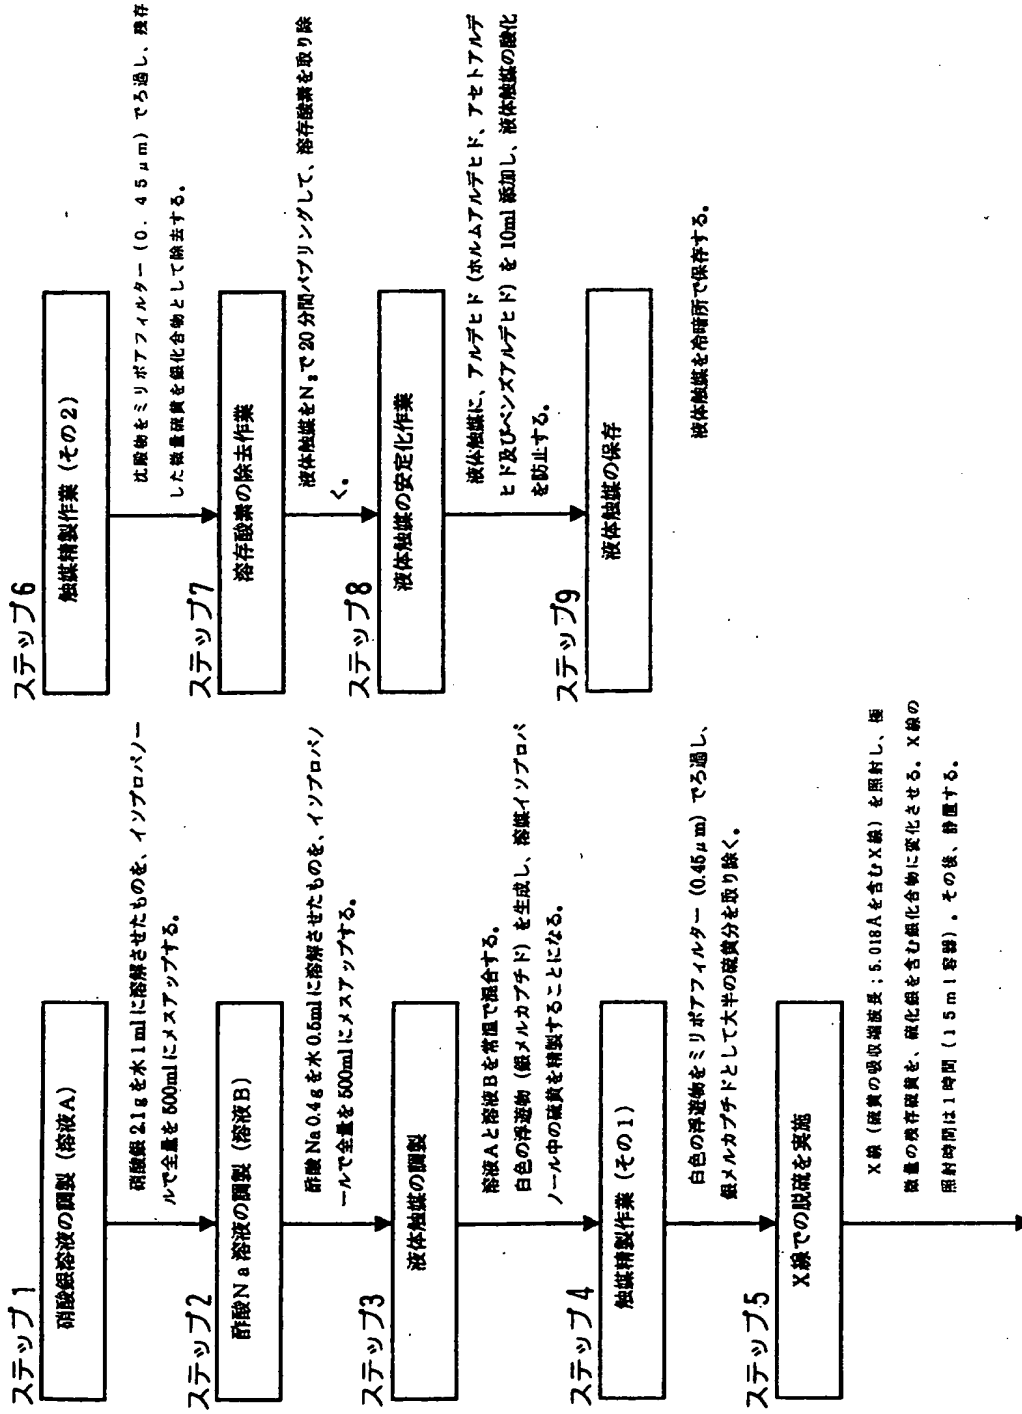 ステップ1
硝酸銀溶液の調製(溶液A)
硝酸銀2.1gを水1mlに溶解させたものを、イソプロパノー
ルで全量を500mlにメスアップする。
ステップ2
酢酸Na溶液の調製(溶液B)
酢酸Na0.4gを水0.5mlに溶解させたものを、イソプロパノ
ールで全量を500mlにメスアップする。
ステップ3
液体触媒の調製
溶液Aと溶液Bを常温で混合する。
白色の浮遊物(銀メルカプチド)を生成し、溶媒イソプロパ
ノール中の硫黄を精製することになる。
ステップ4
触媒精製作業(その1)
白色の浮遊物をミリポアフィルター(0.45μm)でろ過し、
銀メルカプチドとして大半の硫黄分を取り除く。
ステップ5
X線での脱硫を実施
X線(硫黄の吸収端波長;5.018Aを含むX線)を照射し、極
微量の残存硫黄を、硫化銀を含む銀化合物に変化させる。X線の
照射時間は1時間(15ml容器)。その後、静置する。
ステップ6
触媒精製作業(その2)
沈殿物をミリポアフィルター(0.45μm)でろ過し、残存
した微量硫黄を銀化合物として除去する。
ステップ7
溶存酸素の除去作業
液体触媒をN₂で20分間バブリングして、溶存酸素を取り除
く。
ステップ8
液体触媒の安定化作業
液体触媒に、アルデヒド(ホルムアルデヒド、アセトアルデ
ヒド及びベンズアルデヒド)を10ml添加し、液体触媒の酸化
を防止する。
ステップ9
液体触媒の保存
液体触媒を冷暗所で保存する。